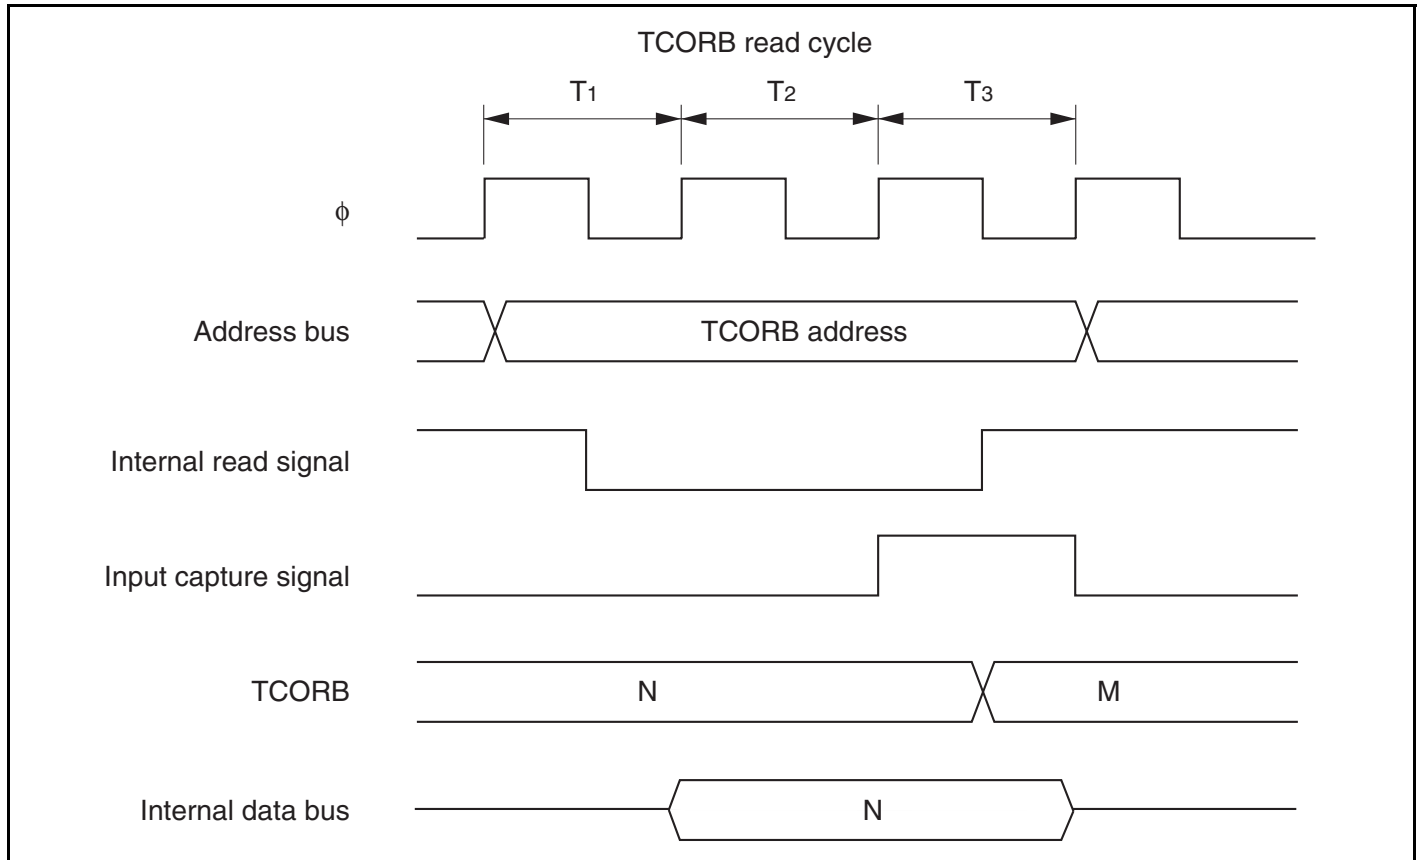 TCORB read cycle
T1 T2 T3
ϕ
Address bus TCORB address
Internal read signal
Input capture signal
TCORB N M
Internal data bus N